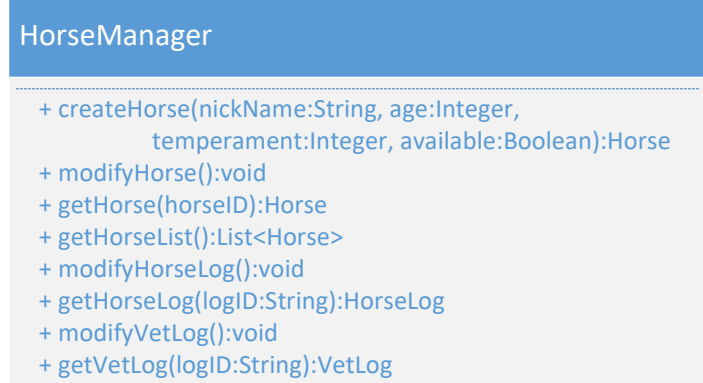 HorseManager
+ createHorse(nickName:String, age:Integer,
temperament:Integer, available:Boolean):Horse
+ modifyHorse():void
+ getHorse(horseID):Horse
+ getHorseList():List<Horse>
+ modifyHorseLog():void
+ getHorseLog(logID:String):HorseLog
+ modifyVetLog():void
+ getVetLog(logID:String):VetLog